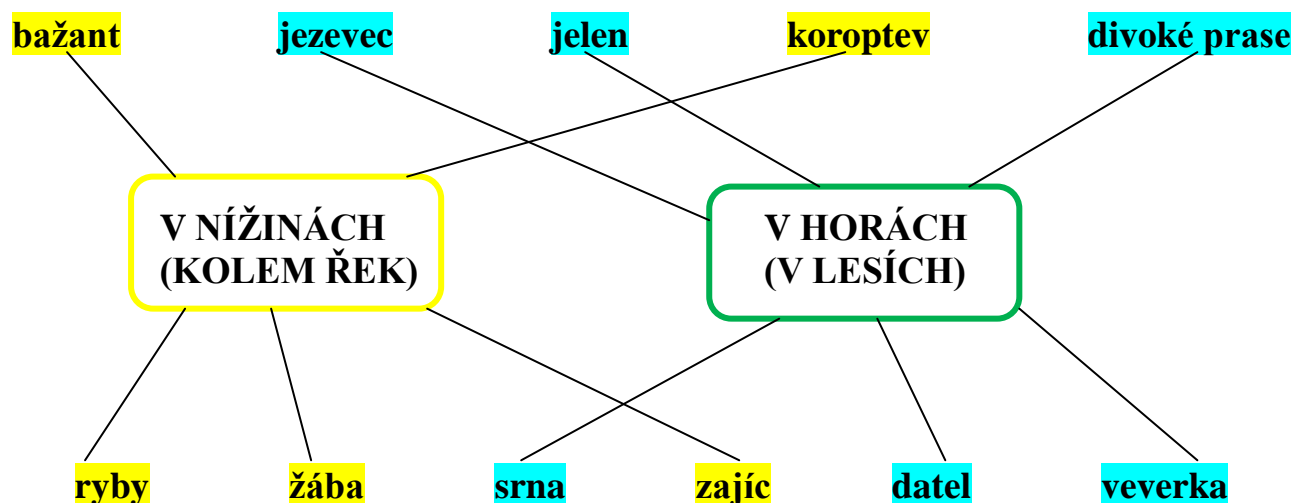 bažant jezevec jelen koroptev divoké prase
V NÍŽINÁCH
(KOLEM ŘEK)
V HORÁCH
(V LESÍCH)
ryby žába srna zajíc datel veverka